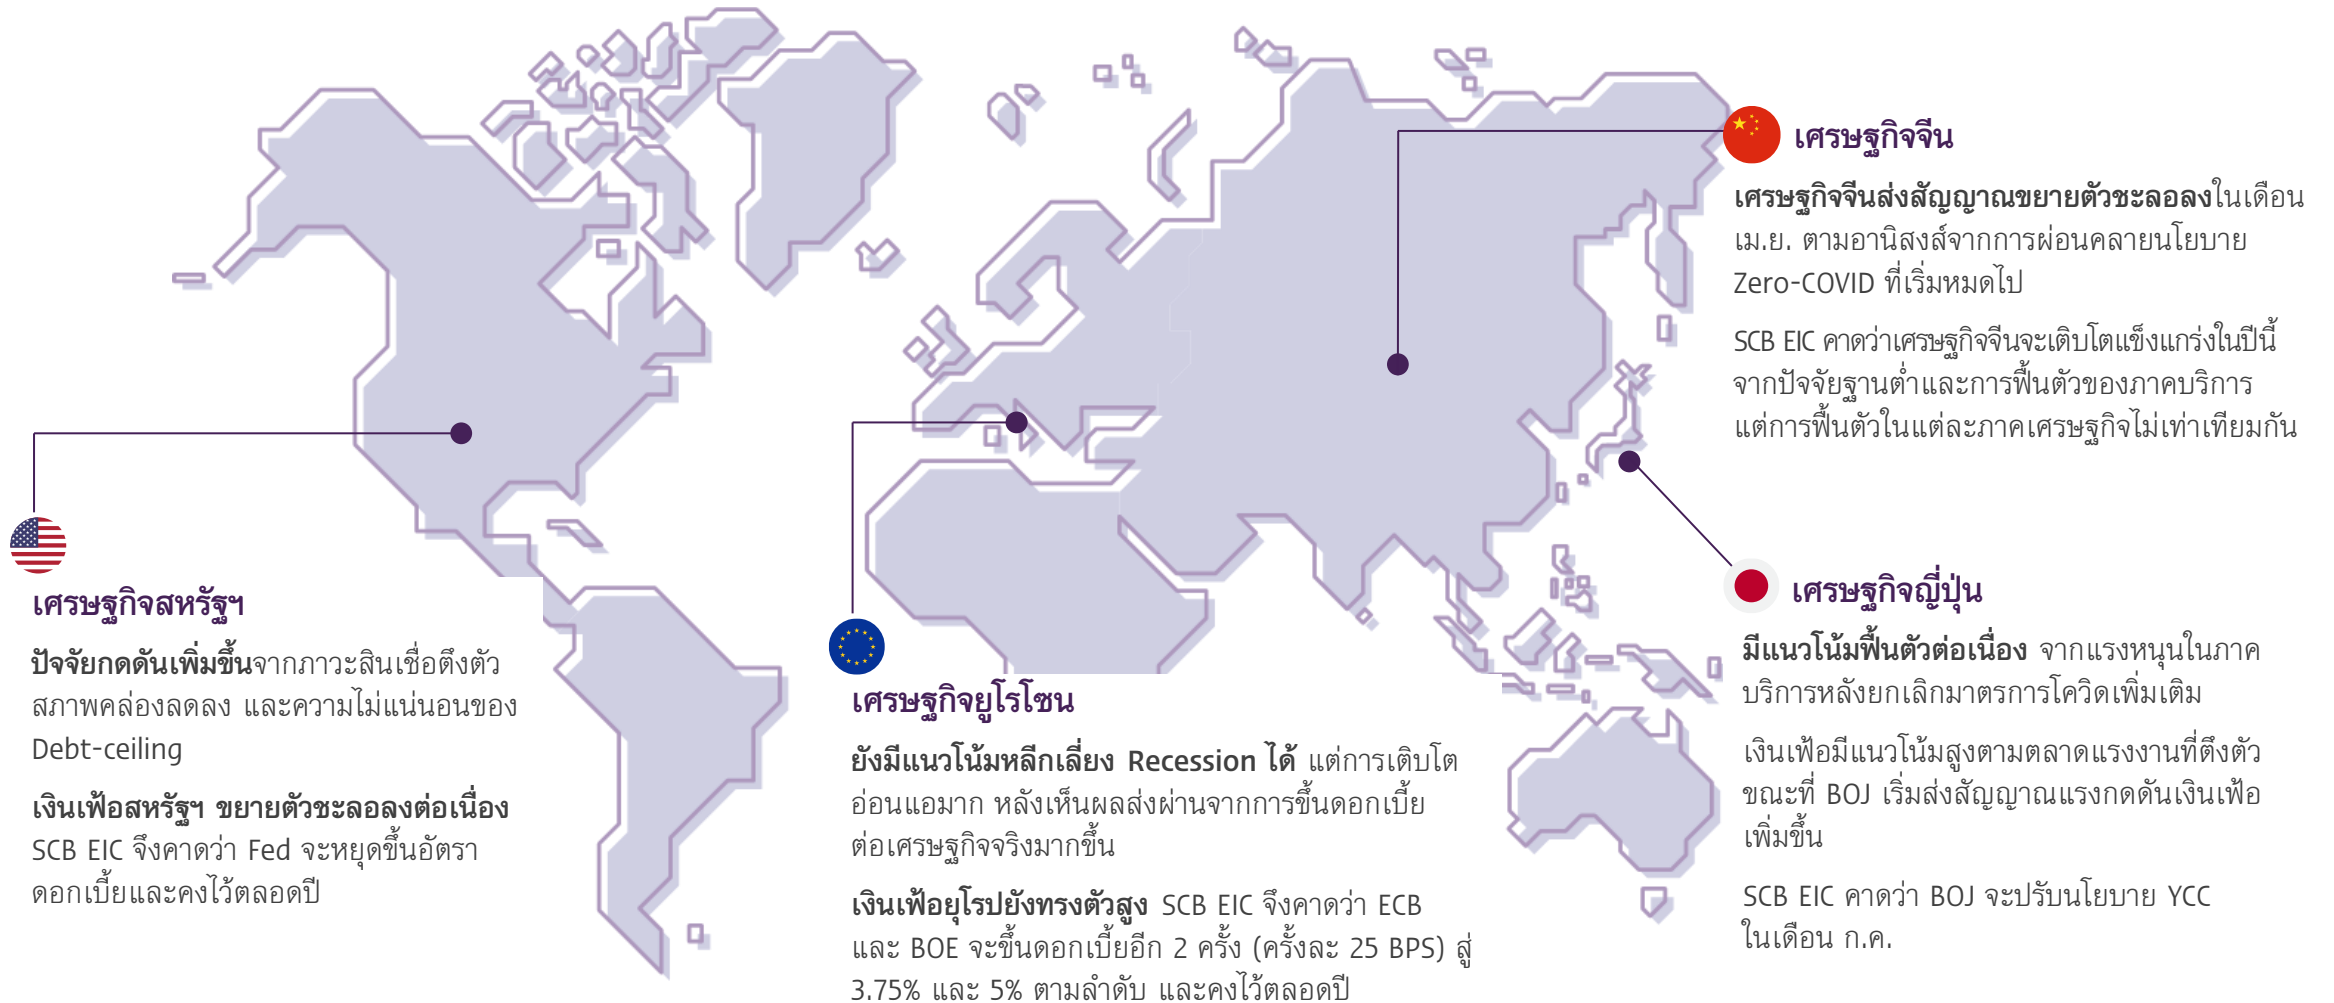 เศรษฐกิจจีน
เศรษฐกิจจีนส่งสัญญาณขยายตัวชะลอลงในเดือน
เม.ย. ตามอานิสงส์จากการผ่อนคลายนโยบาย
Zero-COVID ที่เริ่มหมดไป
SCB EIC คาดว่าเศรษฐกิจจีนจะเติบโตแข็งแกร่งในปีนี้
จากปัจจัยฐานต่ำและการฟื้นตัวของภาคบริการ
แต่การฟื้นตัวในแต่ละภาคเศรษฐกิจไม่เท่าเทียมกัน
เศรษฐกิจสหรัฐฯ
ปัจจัยกดดันเพิ่มขึ้นจากภาวะสินเชื่อตึงตัว
สภาพคล่องลดลง และความไม่แน่นอนของ
Debt-ceiling
เงินเฟ้อสหรัฐฯ ขยายตัวชะลอลงต่อเนื่อง
SCB EIC จึงคาดว่า Fed จะหยุดขึ้นอัตรา
ดอกเบี้ยและคงไว้ตลอดปี
เศรษฐกิจยูโรโซน
ยังมีแนวโน้มหลีกเลี่ยง Recession ได้ แต่การเติบโต
อ่อนแอมาก หลังเห็นผลส่งผ่านจากการขึ้นดอกเบี้ย
ต่อเศรษฐกิจจริงมากขึ้น
เงินเฟ้อยุโรปยังทรงตัวสูง SCB EIC จึงคาดว่า ECB
และ BOE จะขึ้นดอกเบี้ยอีก 2 ครั้ง (ครั้งละ 25 BPS) สู่
3.75% และ 5% ตามลำดับ และคงไว้ตลอดปี
เศรษฐกิจญี่ปุ่น
มีแนวโน้มฟื้นตัวต่อเนื่อง จากแรงหนุนในภาค
บริการหลังยกเลิกมาตรการโควิดเพิ่มเติม
เงินเฟ้อมีแนวโน้มสูงตามตลาดแรงงานที่ตึงตัว
ขณะที่ BOJ เริ่มส่งสัญญาณแรงกดดันเงินเฟ้อ
เพิ่มขึ้น
SCB EIC คาดว่า BOJ จะปรับนโยบาย YCC
ในเดือน ก.ค.